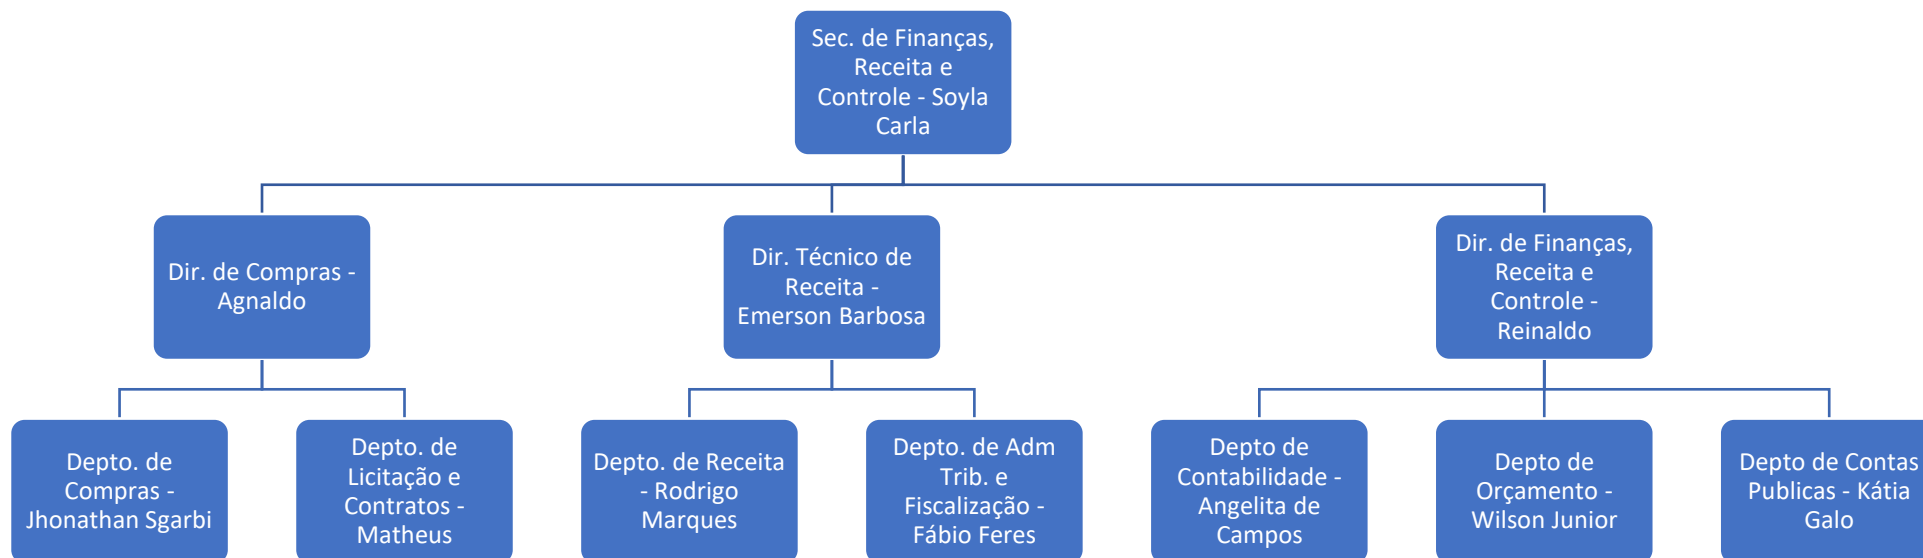 Sec. de Finanças,
Receita e
Controle - Soyla
Carla
Dir. de Compras -
Agnaldo
Dir. Técnico de
Receita -
Emerson Barbosa
Dir. de Finanças,
Receita e
Controle -
Reinaldo
Depto. de
Compras -
Jhonathan Sgarbi
Depto. de
Licitação e
Contratos -
Matheus
Depto. de Receita
- Rodrigo
Marques
Depto. de Adm
Trib. e
Fiscalização -
Fábio Feres
Depto de
Contabilidade -
Angelita de
Campos
Depto de
Orçamento -
Wilson Junior
Depto de Contas
Publicas - Kátia
Galo